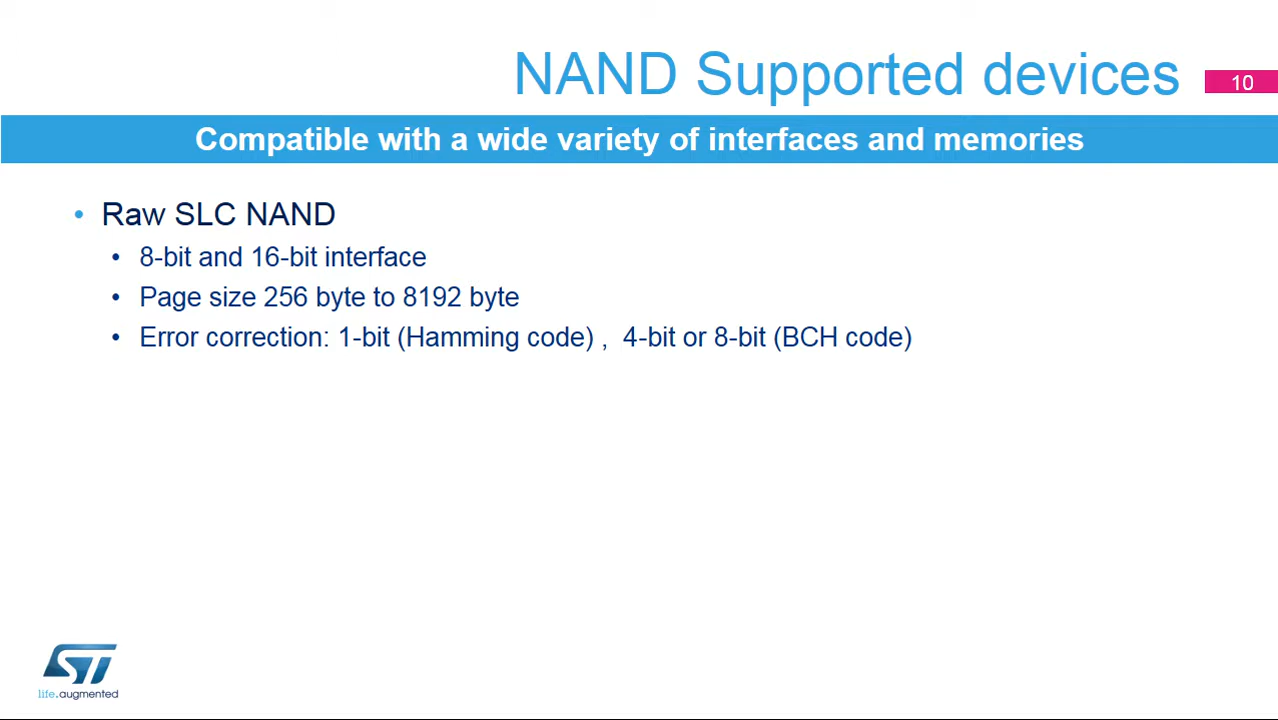 NAND Supported devices
10
Compatible with a wide variety of interfaces and memories
• Raw SLC NAND
• 8-bit and 16-bit interface
• Page size 256 byte to 8192 byte
• Error correction: 1-bit (Hamming code) , 4-bit or 8-bit (BCH code)
ST
life.augmented